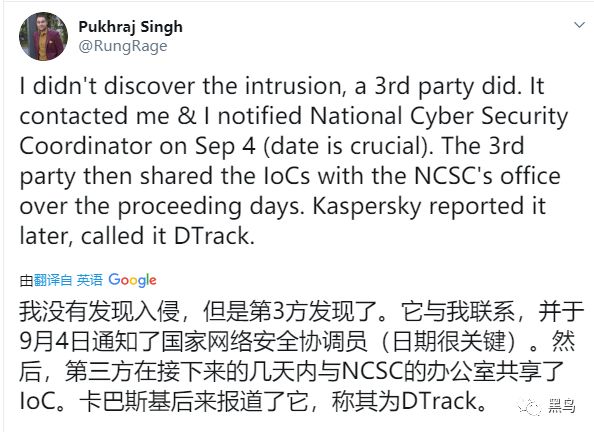 Pukhraj Singh
@RungRage
I didn't discover the intrusion, a 3rd party did. It
contacted me & I notified National Cyber Security
Coordinator on Sep 4 (date is crucial). The 3rd
party then shared the IoCs with the NCSC's office
over the proceeding days. Kaspersky reported it
later, called it DTrack.
由翻译自 英语 Google
我没有发现入侵，但是第3方发现了。它与我联系，并于
9月4日通知了国家网络安全协调员（日期很关键）。然
后，第三方在接下来的几天内与NCSC的办公室共享了
IoC。卡巴斯基后来报道了它，称其为DTrack。
黑鸟